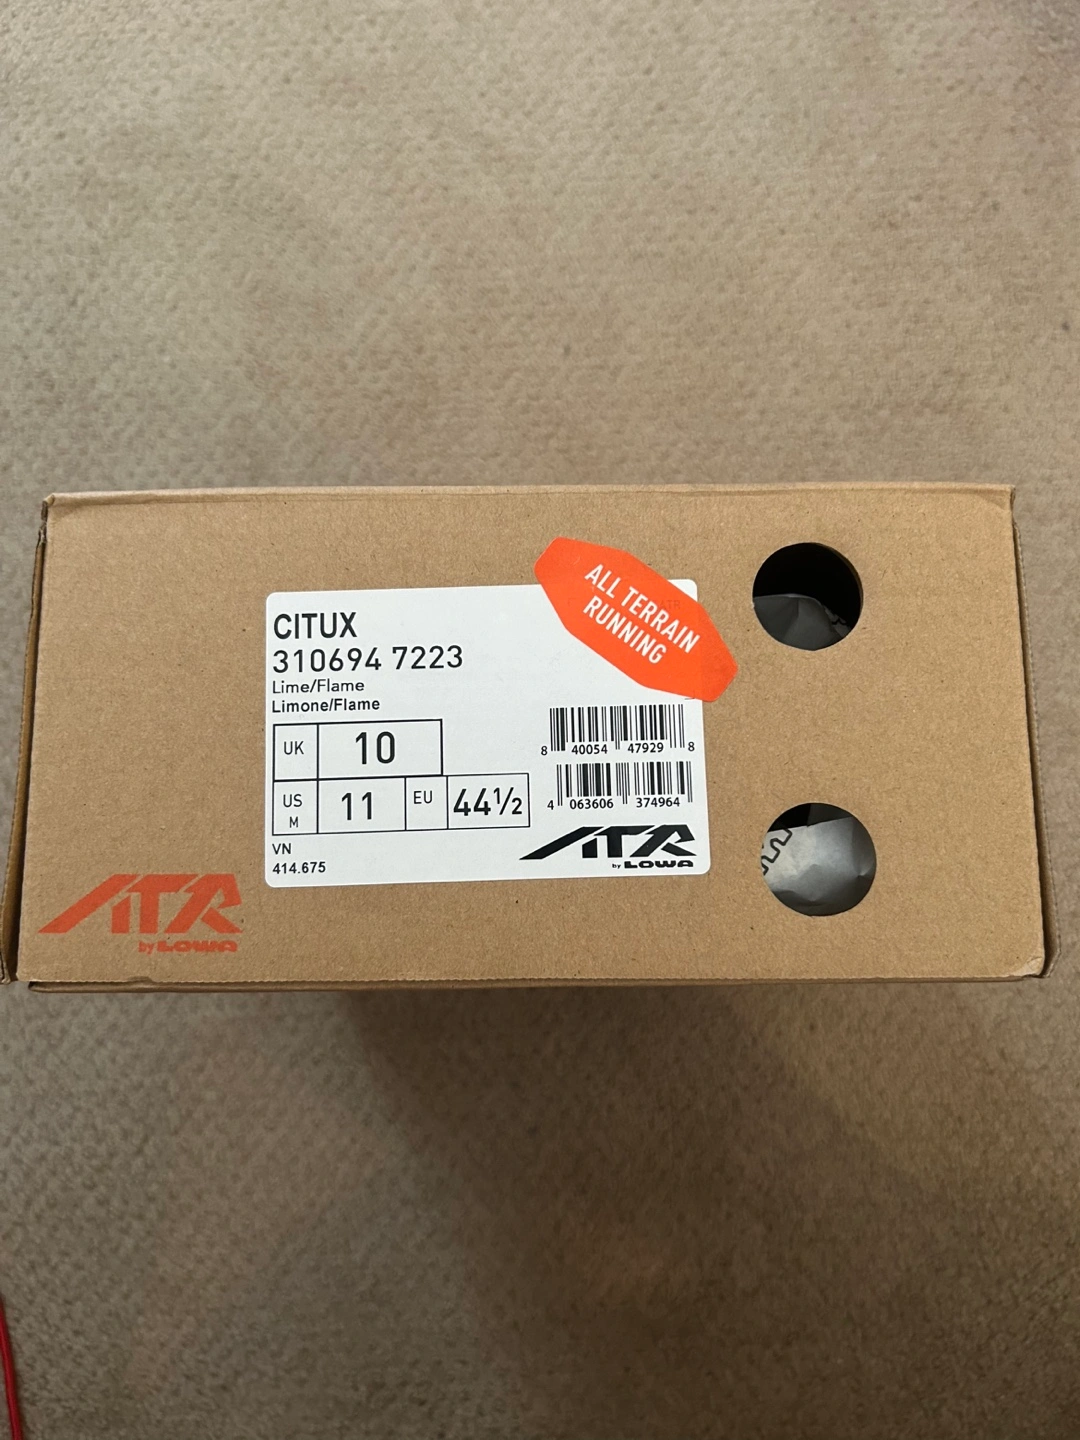 ALL TERRAIN
RUNNING
CITUX
310694 7223
Lime/Flame
Limone/Flame
UK 10
US M 11 EU 44½
8 40054 47929 8
4 063606 374964
VN
414.675
ATR
by LOWA
ATR
by LOWA